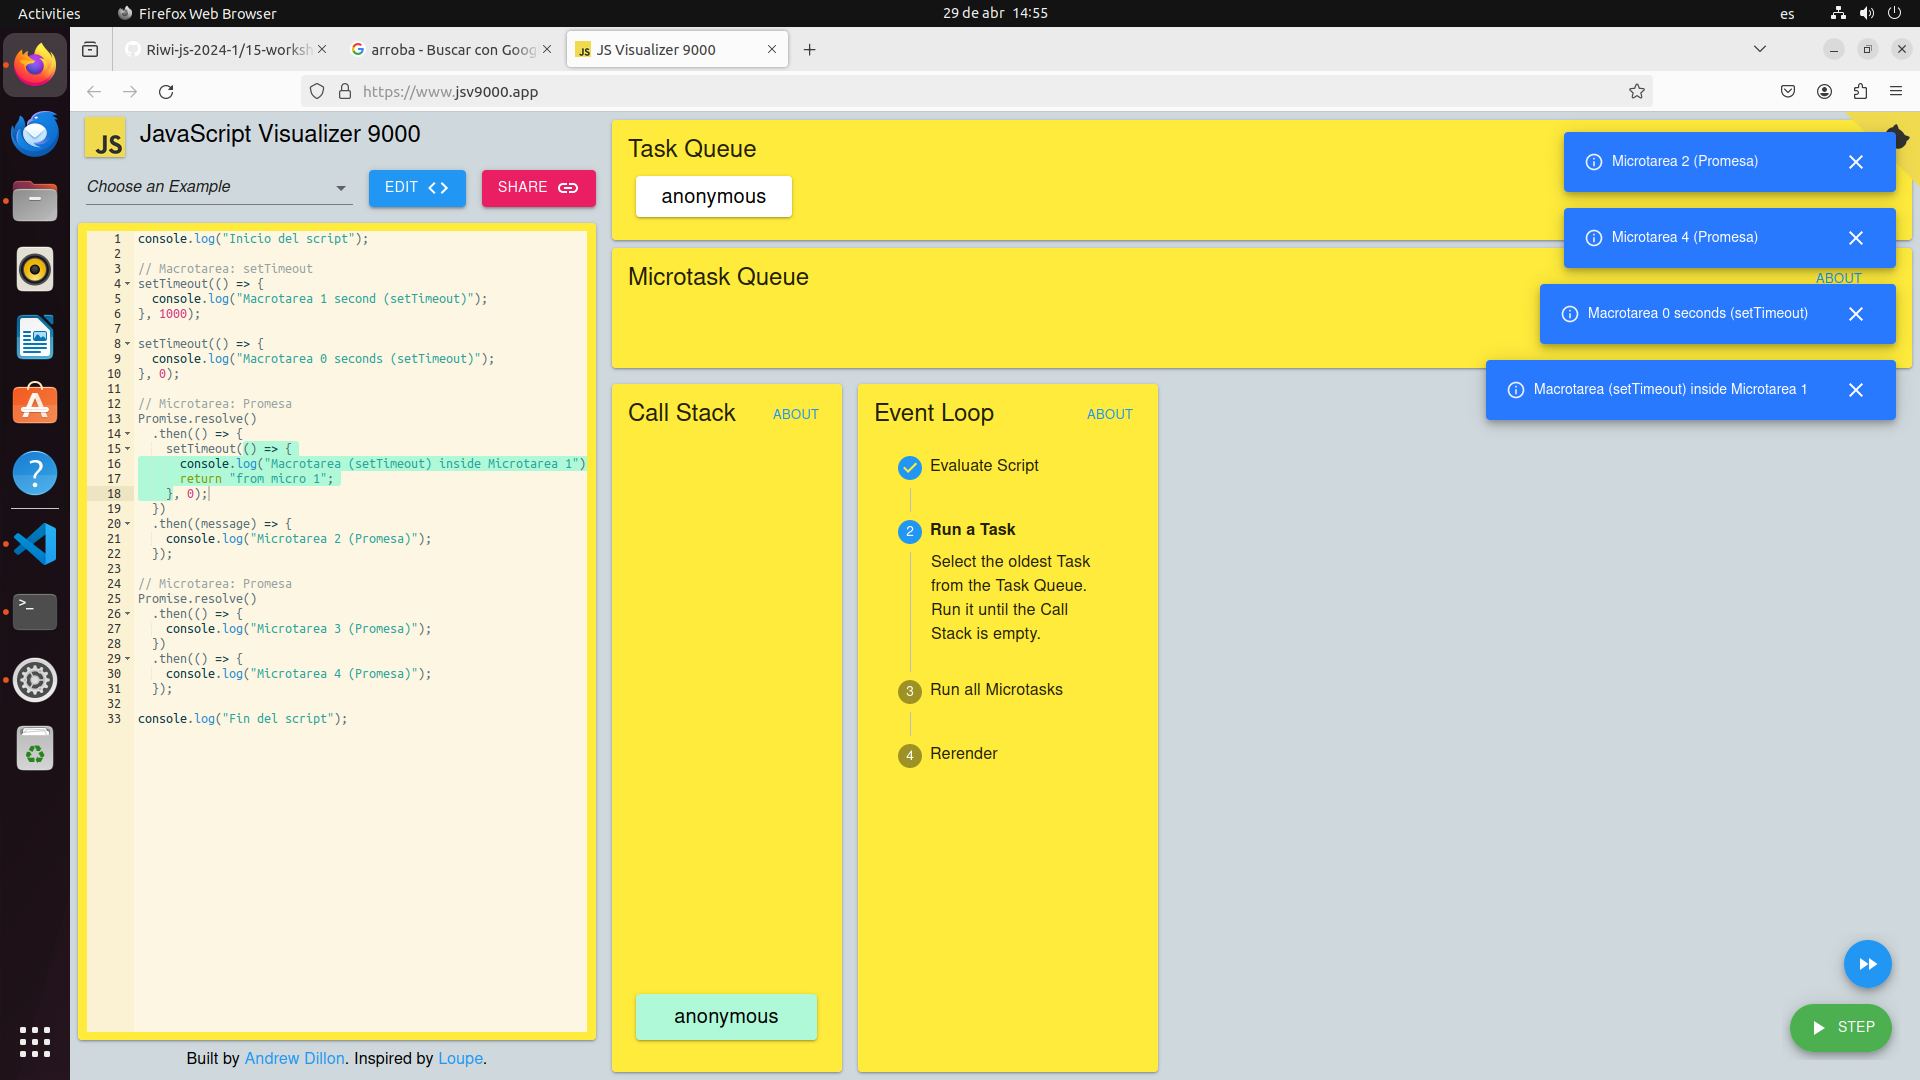 Activities
Firefox Web Browser
29 de abr 14:55
es
Riwi-js-2024-1/15-worksh
arroba - Buscar con Goog
JS Visualizer 9000
https://www.jsv9000.app
JS
JavaScript Visualizer 9000
Choose an Example
EDIT
SHARE
1 console.log("Inicio del script");
2
3 // Macrotarea: setTimeout
4 setTimeout(() => {
5 console.log("Macrotarea 1 second (setTimeout)");
6 }, 1000);
7
8 setTimeout(() => {
9 console.log("Macrotarea 0 seconds (setTimeout)");
10 }, 0);
11
12 // Microtarea: Promesa
13 Promise.resolve()
14 .then(() => {
15 setTimeout(() => {
16 console.log("Macrotarea (setTimeout) inside Microtarea 1")
17 return "from micro 1";
18 }, 0);
19 })
20 .then((message) => {
21 console.log("Microtarea 2 (Promesa)");
22 });
23
24 // Microtarea: Promesa
25 Promise.resolve()
26 .then(() => {
27 console.log("Microtarea 3 (Promesa)");
28 })
29 .then(() => {
30 console.log("Microtarea 4 (Promesa)");
31 });
32
33 console.log("Fin del script");
Built by Andrew Dillon. Inspired by Loupe.
Task Queue
anonymous
Microtask Queue
ABOUT
Call Stack
ABOUT
anonymous
Event Loop
ABOUT
Evaluate Script
2 Run a Task
Select the oldest Task
from the Task Queue.
Run it until the Call
Stack is empty.
3 Run all Microtasks
4 Rerender
Microtarea 2 (Promesa)
Microtarea 4 (Promesa)
Macrotarea 0 seconds (setTimeout)
Macrotarea (setTimeout) inside Microtarea 1
STEP